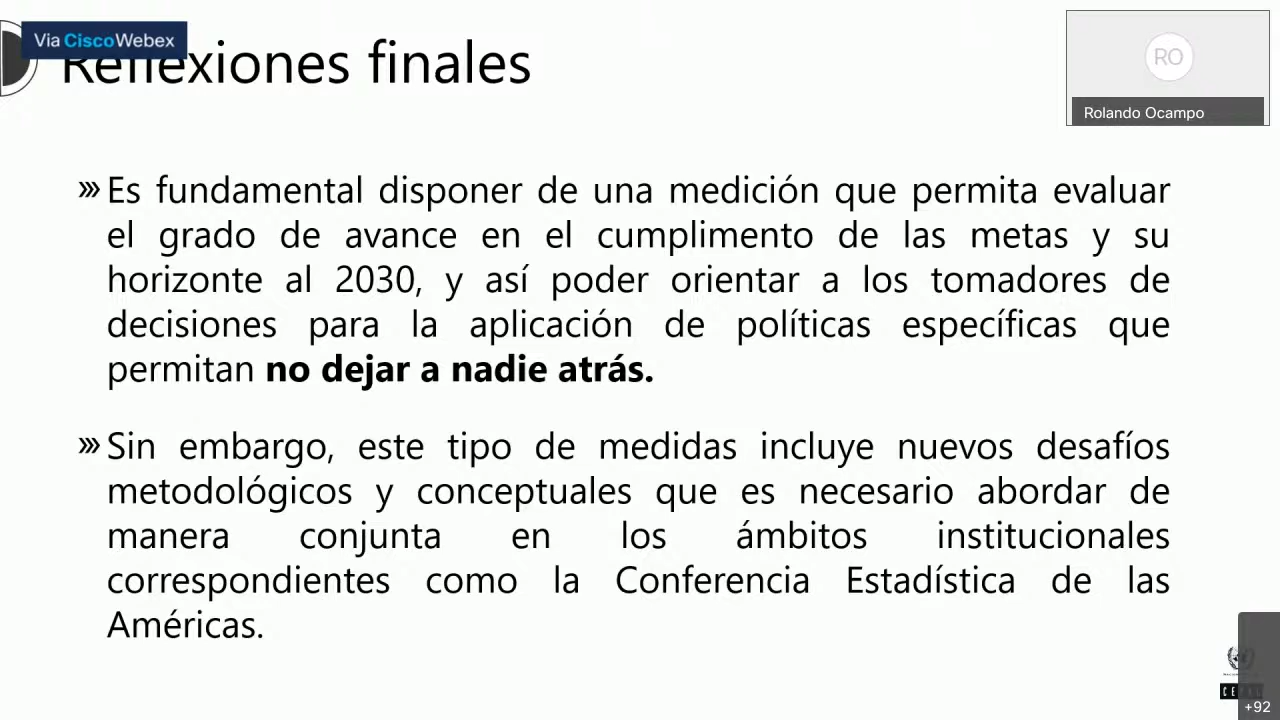 Via Cisco Webex
Reflexiones finales
RO
Rolando Ocampo
Es fundamental disponer de una medición que permita evaluar
el grado de avance en el cumplimento de las metas y su
horizonte al 2030, y así poder orientar a los tomadores de
decisiones para la aplicación de políticas específicas que
permitan no dejar a nadie atrás.
Sin embargo, este tipo de medidas incluye nuevos desafíos
metodológicos y conceptuales que es necesario abordar de
manera conjunta en los ámbitos institucionales
correspondientes como la Conferencia Estadística de las
Américas.
+92